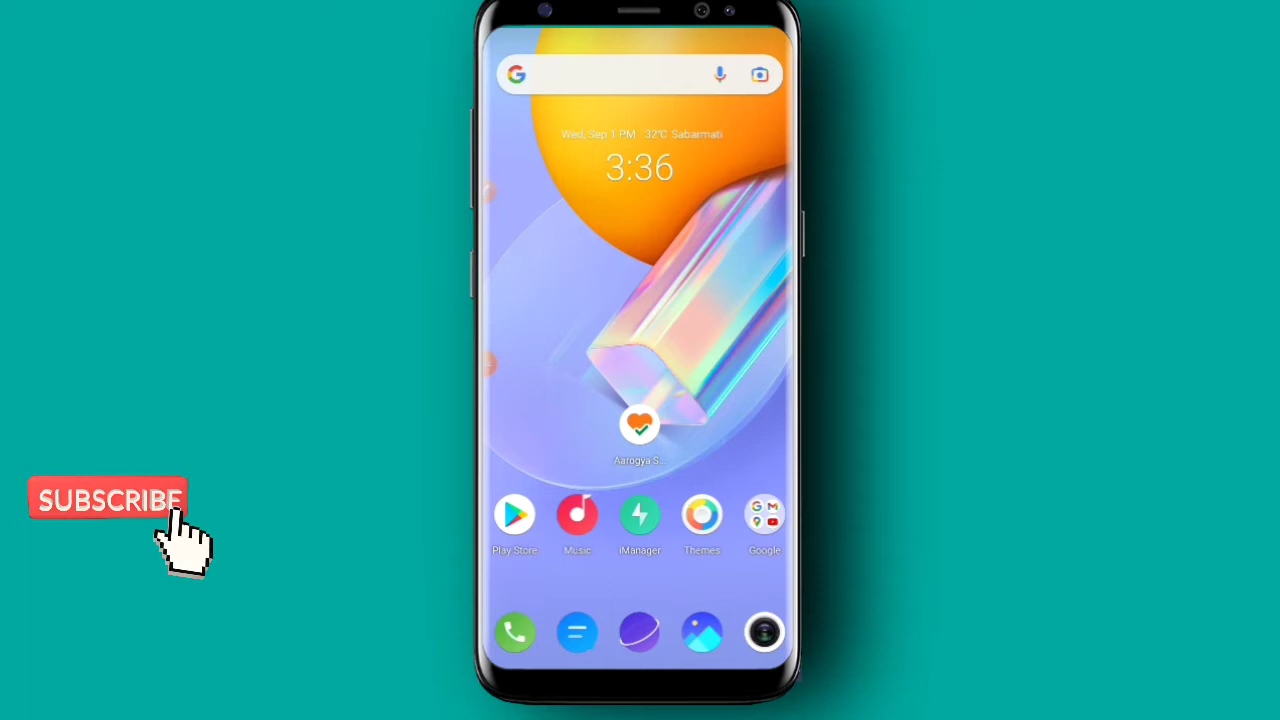 Wed, Sep 1 PM 32°C Sabarmati
3:36
Aarogya S...
SUBSCRIBE
Play Store
Music
iManager
Themes
Google